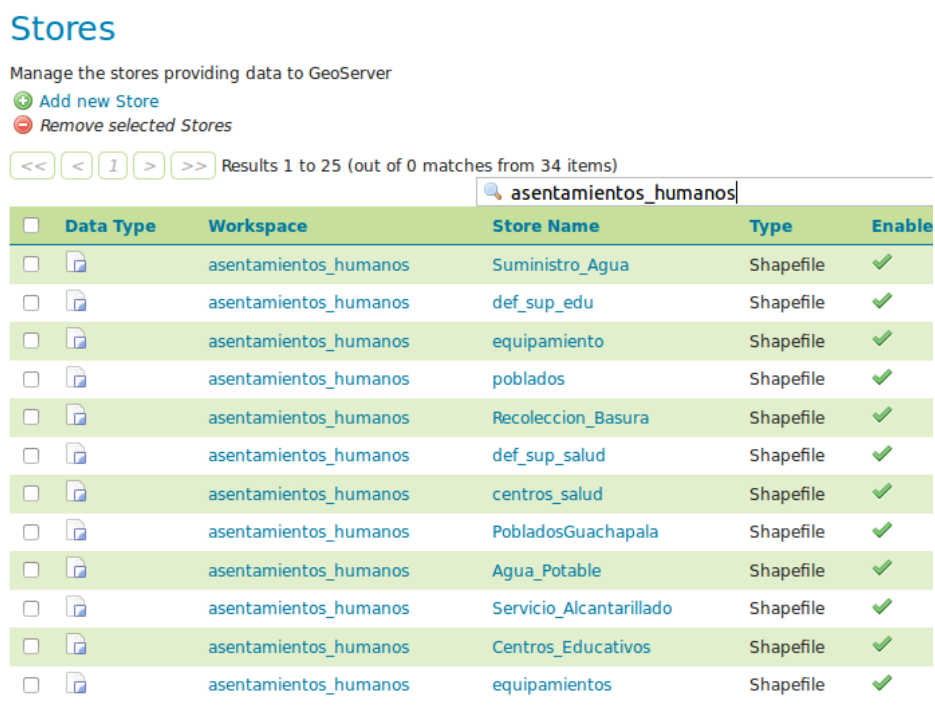 Stores
Manage the stores providing data to GeoServer
Add new Store
Remove selected Stores
<< < 1 > >> Results 1 to 25 (out of 0 matches from 34 items)
asentamientos_humanos
Data Type Workspace Store Name Type Enable
asentamientos_humanos Suministro_Agua Shapefile
asentamientos_humanos def_sup_edu Shapefile
asentamientos_humanos equipamiento Shapefile
asentamientos_humanos poblados Shapefile
asentamientos_humanos Recoleccion_Basura Shapefile
asentamientos_humanos def_sup_salud Shapefile
asentamientos_humanos centros_salud Shapefile
asentamientos_humanos PobladosGuachapala Shapefile
asentamientos_humanos Agua_Potable Shapefile
asentamientos_humanos Servicio_Alcantarillado Shapefile
asentamientos_humanos Centros_Educativos Shapefile
asentamientos_humanos equipamientos Shapefile